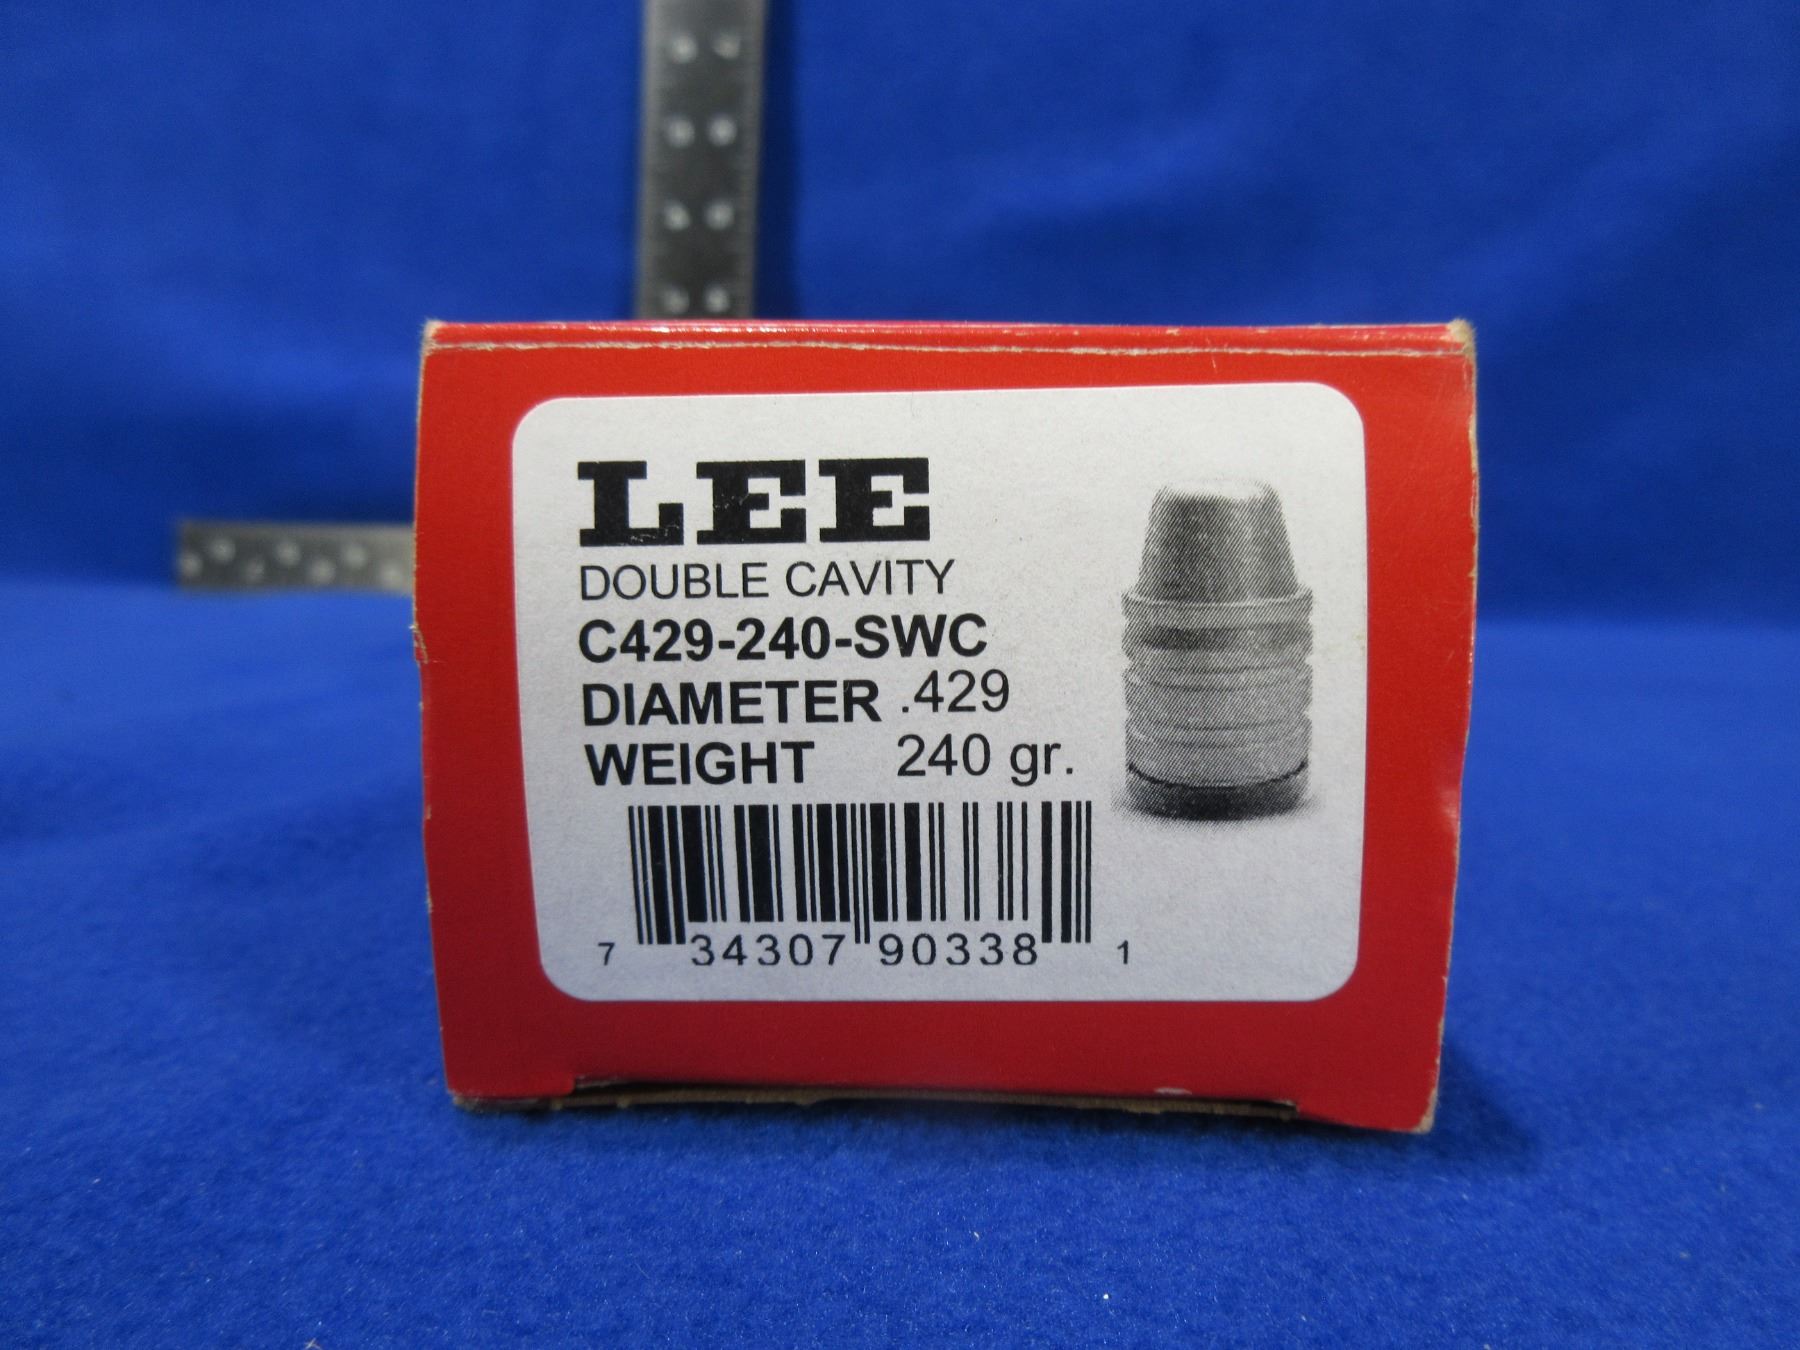 LEE
DOUBLE CAVITY
C429-240-SWC
DIAMETER .429
WEIGHT 240 gr.
7 34307 90338 1